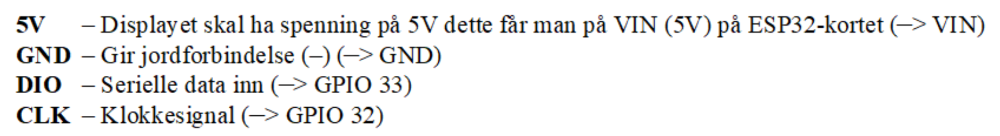 5V – Displayet skal ha spenning på 5V dette får man på VIN (5V) på ESP32-kortet (–> VIN)
GND – Gir jordforbindelse (–) (–> GND)
DIO – Serielle data inn (–> GPIO 33)
CLK – Klokkesignal (–> GPIO 32)